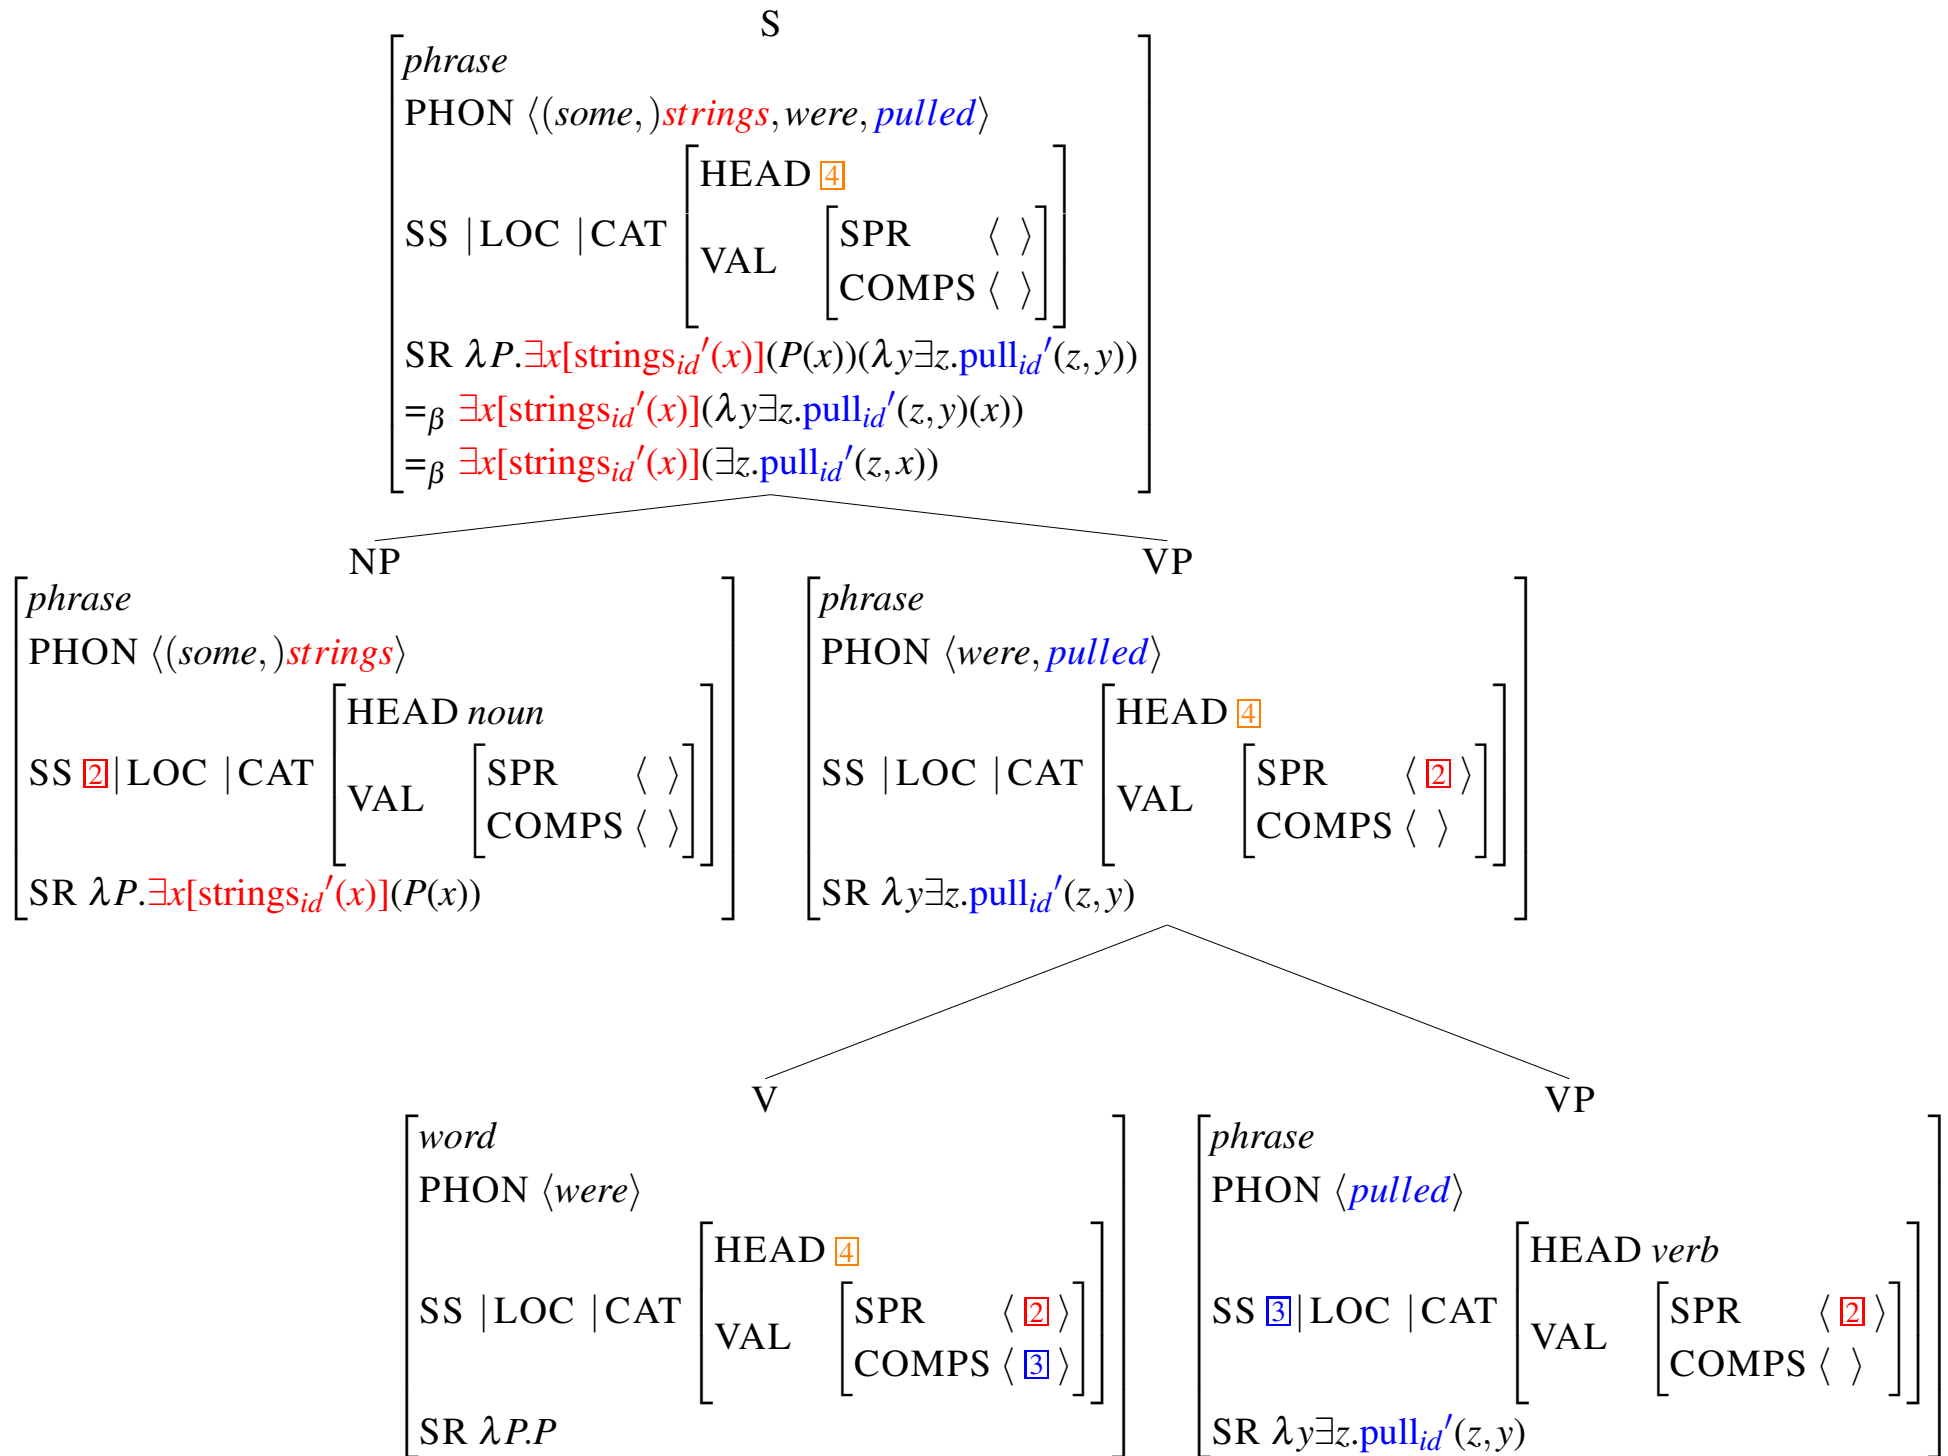 S
phrase
PHON ⟨(some,)strings,were,pulled⟩
HEAD 4
SS |LOC |CAT
VAL
SPR ⟨ ⟩
COMPS ⟨ ⟩
SR λP.∃x[strings_id′(x)](P(x))(λy∃z.pull_id′(z,y))
=β ∃x[strings_id′(x)](λy∃z.pull_id′(z,y)(x))
=β ∃x[strings_id′(x)](∃z.pull_id′(z,x))
NP
phrase
PHON ⟨(some,)strings⟩
HEAD noun
SS 2|LOC |CAT
VAL
SPR ⟨ ⟩
COMPS ⟨ ⟩
SR λP.∃x[strings_id′(x)](P(x))
VP
phrase
PHON ⟨were,pulled⟩
HEAD 4
SS |LOC |CAT
VAL
SPR ⟨ 2 ⟩
COMPS ⟨ ⟩
SR λy∃z.pull_id′(z,y)
V
word
PHON ⟨were⟩
HEAD 4
SS |LOC |CAT
VAL
SPR ⟨ 2 ⟩
COMPS ⟨ 3 ⟩
SR λP.P
VP
phrase
PHON ⟨pulled⟩
HEAD verb
SS 3|LOC |CAT
VAL
SPR ⟨ 2 ⟩
COMPS ⟨ ⟩
SR λy∃z.pull_id′(z,y)